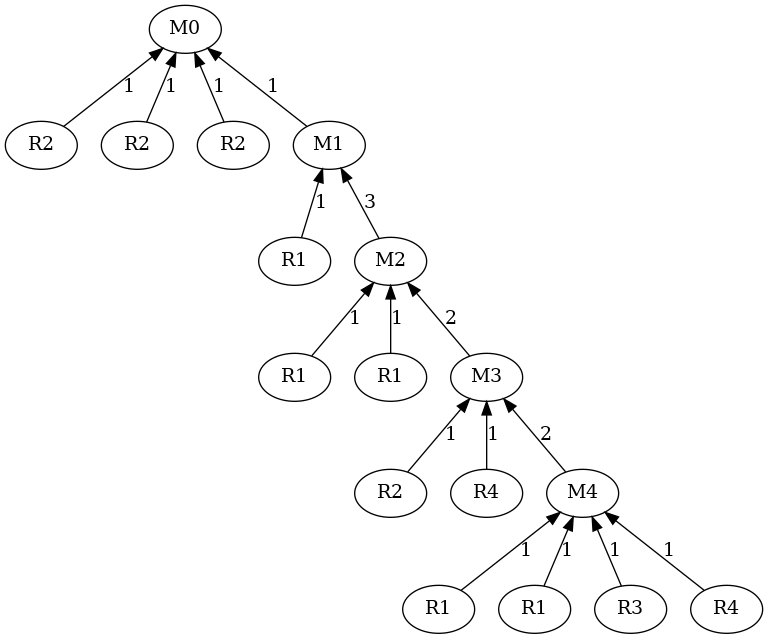 M0
1 1 1 1
R2 R2 R2 M1
1 3
R1 M2
1 1 2
R1 R1 M3
1 1 2
R2 R4 M4
1 1 1 1
R1 R1 R3 R4